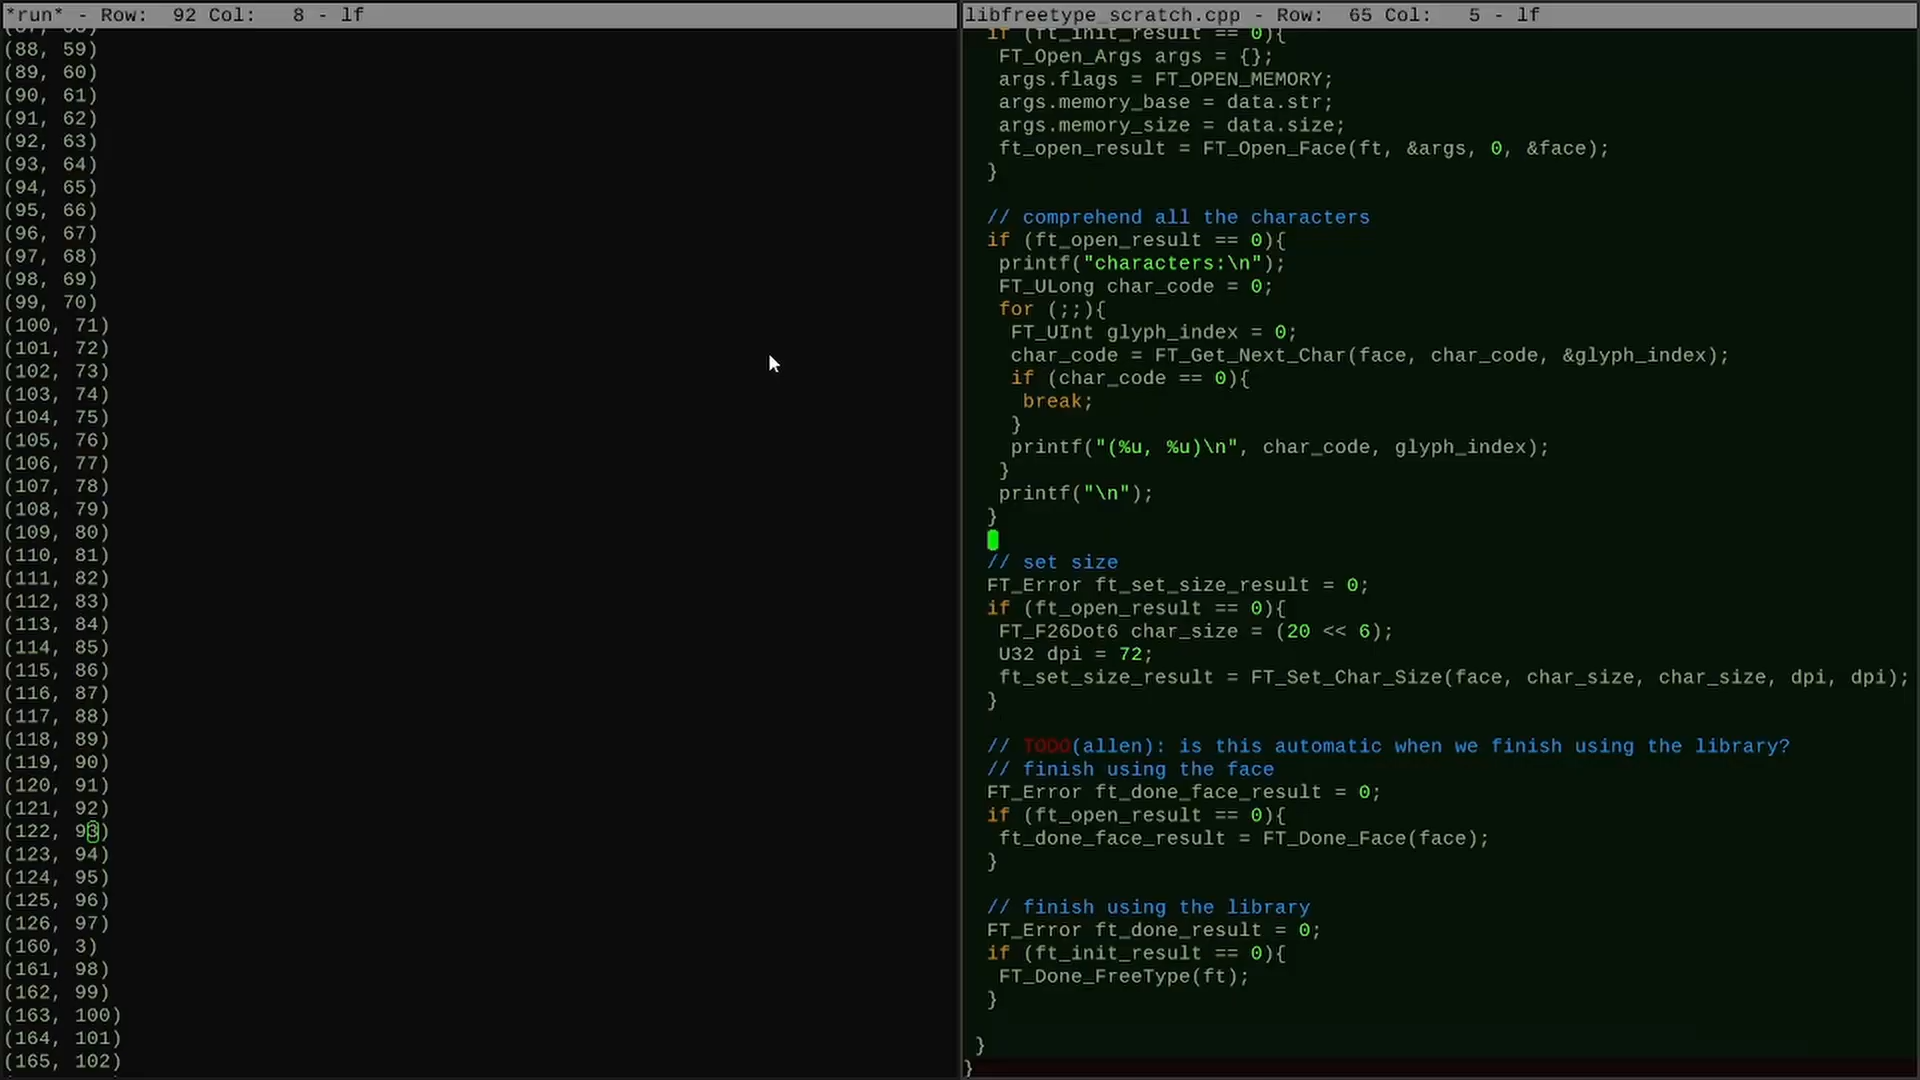 *run* - Row:  92 Col:   8 - lf
(88, 59)
(89, 60)
(90, 61)
(91, 62)
(92, 63)
(93, 64)
(94, 65)
(95, 66)
(96, 67)
(97, 68)
(98, 69)
(99, 70)
(100, 71)
(101, 72)
(102, 73)
(103, 74)
(104, 75)
(105, 76)
(106, 77)
(107, 78)
(108, 79)
(109, 80)
(110, 81)
(111, 82)
(112, 83)
(113, 84)
(114, 85)
(115, 86)
(116, 87)
(117, 88)
(118, 89)
(119, 90)
(120, 91)
(121, 92)
(122, 93)
(123, 94)
(124, 95)
(125, 96)
(126, 97)
(160, 3)
(161, 98)
(162, 99)
(163, 100)
(164, 101)
(165, 102)
libfreetype_scratch.cpp - Row:  65 Col:   5 - lf
if (ft_init_result == 0){
FT_Open_Args args = {};
args.flags = FT_OPEN_MEMORY;
args.memory_base = data.str;
args.memory_size = data.size;
ft_open_result = FT_Open_Face(ft, &args, 0, &face);
}
// comprehend all the characters
if (ft_open_result == 0){
printf("characters:\n");
FT_ULong char_code = 0;
for (;;){
FT_UInt glyph_index = 0;
char_code = FT_Get_Next_Char(face, char_code, &glyph_index);
if (char_code == 0){
break;
}
printf("(%u, %u)\n", char_code, glyph_index);
}
printf("\n");
}
// set size
FT_Error ft_set_size_result = 0;
if (ft_open_result == 0){
FT_F26Dot6 char_size = (20 << 6);
U32 dpi = 72;
ft_set_size_result = FT_Set_Char_Size(face, char_size, char_size, dpi, dpi);
}
// TODO(allen): is this automatic when we finish using the library?
// finish using the face
FT_Error ft_done_face_result = 0;
if (ft_open_result == 0){
ft_done_face_result = FT_Done_Face(face);
}
// finish using the library
FT_Error ft_done_result = 0;
if (ft_init_result == 0){
FT_Done_FreeType(ft);
}
}
}